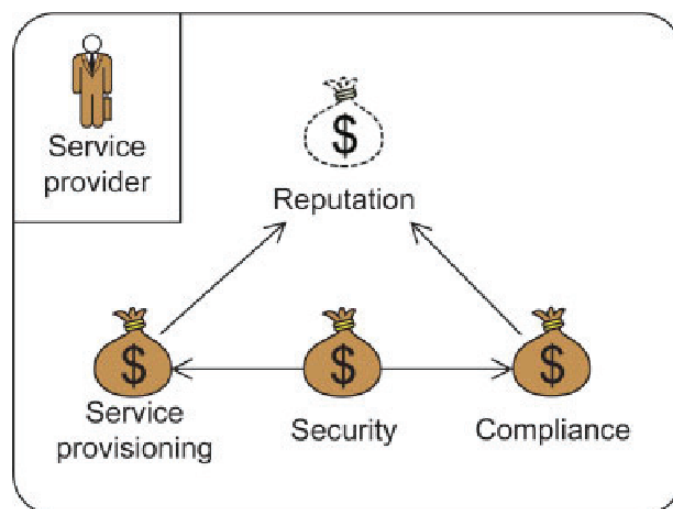 Service
provider
$
Reputation
$
$
$
Service
provisioning
Security
Compliance